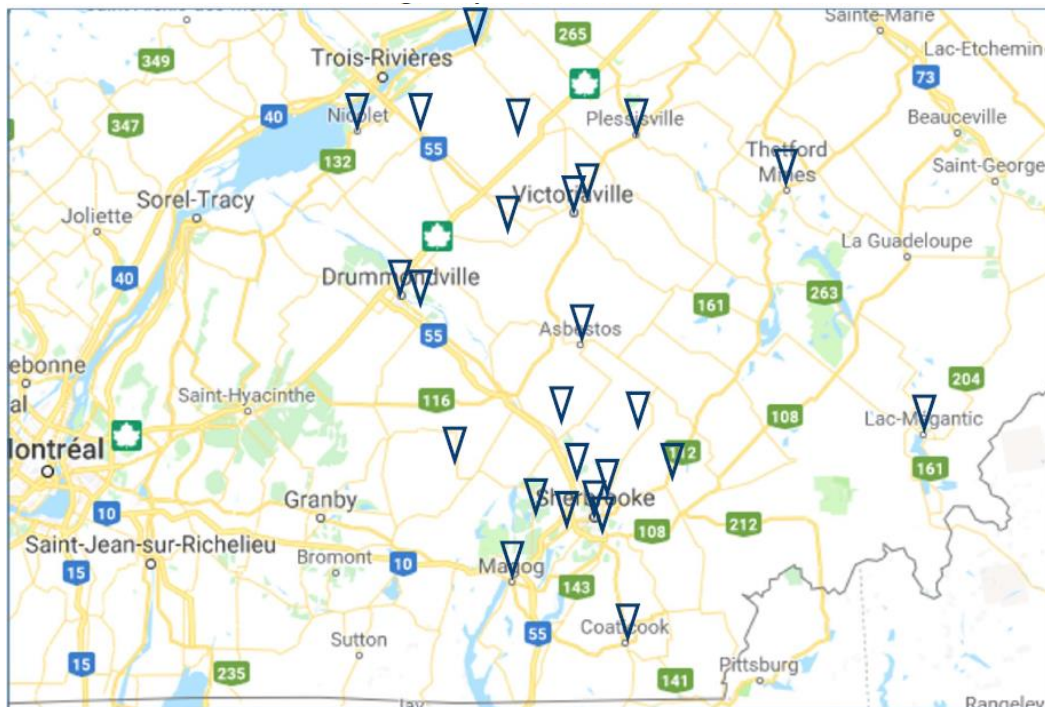 Sainte-Marie
265
Lac-Etchemin
349
Trois-Rivières
73
40
Nicolet
347
Plessisville
Beauceville
55
132
Thetford
Mines
Saint-George
Sorel-Tracy
Victoriaville
Joliette
La Guadeloupe
40
Drummondville
263
161
55
Asbestos
ebonne
al
204
Saint-Hyacinthe
116
108
Lac-Mégantic
Montréal
161
Granby
Sherbrooke
10
108
212
Saint-Jean-sur-Richelieu
Bromont
10
Magog
15
143
55
Coaticook
Sutton
15
235
Pittsburg
141
Rangeley